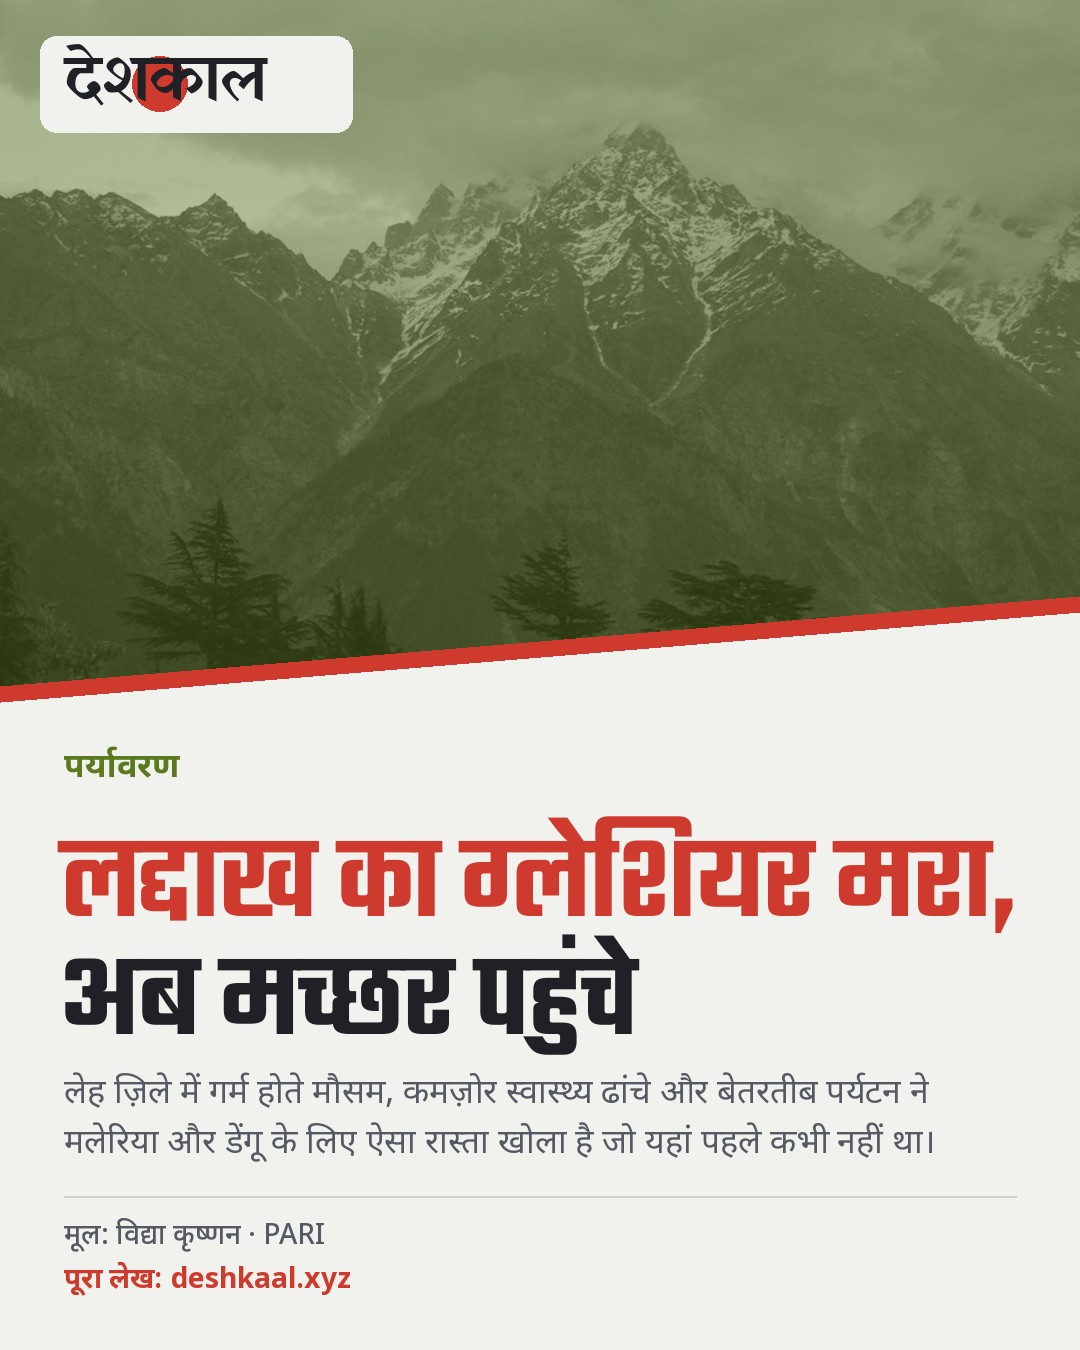 देशकाल
पर्यावरण
लद्दाख का ग्लेशियर मरा,
अब मच्छर पहुंचे
लेह ज़िले में गर्म होते मौसम, कमज़ोर स्वास्थ्य ढांचे और बेतरतीब पर्यटन ने
मलेरिया और डेंगू के लिए ऐसा रास्ता खोला है जो यहां पहले कभी नहीं था।
मूल: विद्या कृष्णन · PARI
पूरा लेख: deshkaal.xyz